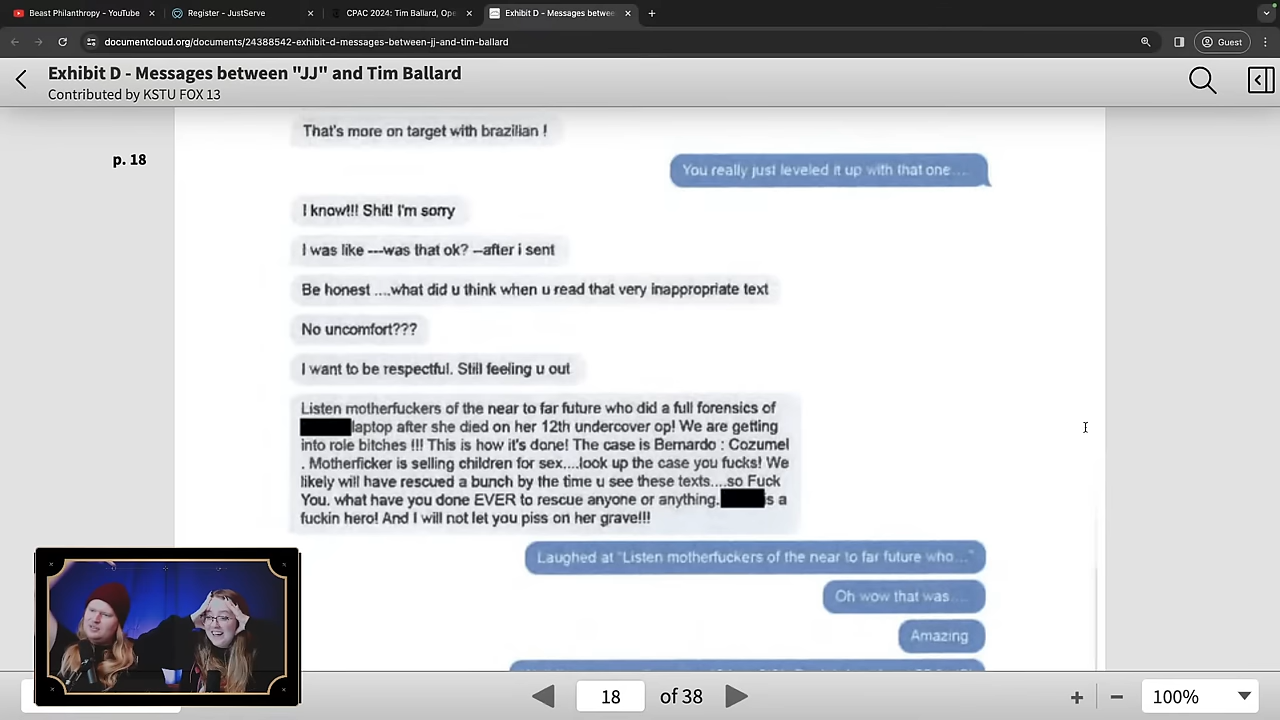 Beast Philanthropy - YouTube
Register - JustServe
CPAC 2024: Tim Ballard, Ope
Exhibit D - Messages betwee
documentcloud.org/documents/24388542-exhibit-d-messages-between-jj-and-tim-ballard
Guest
Exhibit D - Messages between "JJ" and Tim Ballard
Contributed by KSTU FOX 13
p. 18
That's more on target with brazilian !
You really just leveled it up with that one....
I know!!! Shit! I'm sorry
I was like ---was that ok? --after i sent
Be honest ....what did u think when u read that very inappropriate text
No uncomfort???
I want to be respectful. Still feeling u out
Listen motherfuckers of the near to far future who did a full forensics of
laptop after she died on her 12th undercover op! We are getting
into role bitches !!! This is how it's done! The case is Bernardo : Cozumel
. Motherficker is selling children for sex....look up the case you fucks! We
likely will have rescued a bunch by the time u see these texts....so Fuck
You. what have you done EVER to rescue anyone or anything. is a
fuckin hero! And I will not let you piss on her grave!!!
Laughed at "Listen motherfuckers of the near to far future who..."
Oh wow that was....
Amazing
18 of 38
100%